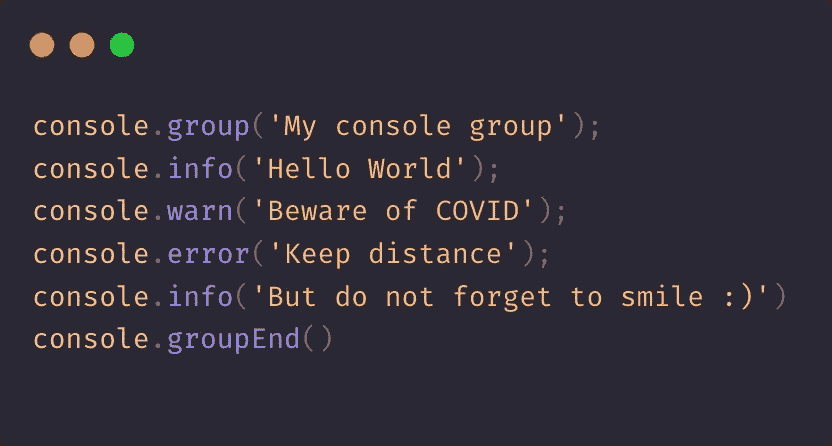 console.group('My console group');
console.info('Hello World');
console.warn('Beware of COVID');
console.error('Keep distance');
console.info('But do not forget to smile :)')
console.groupEnd()